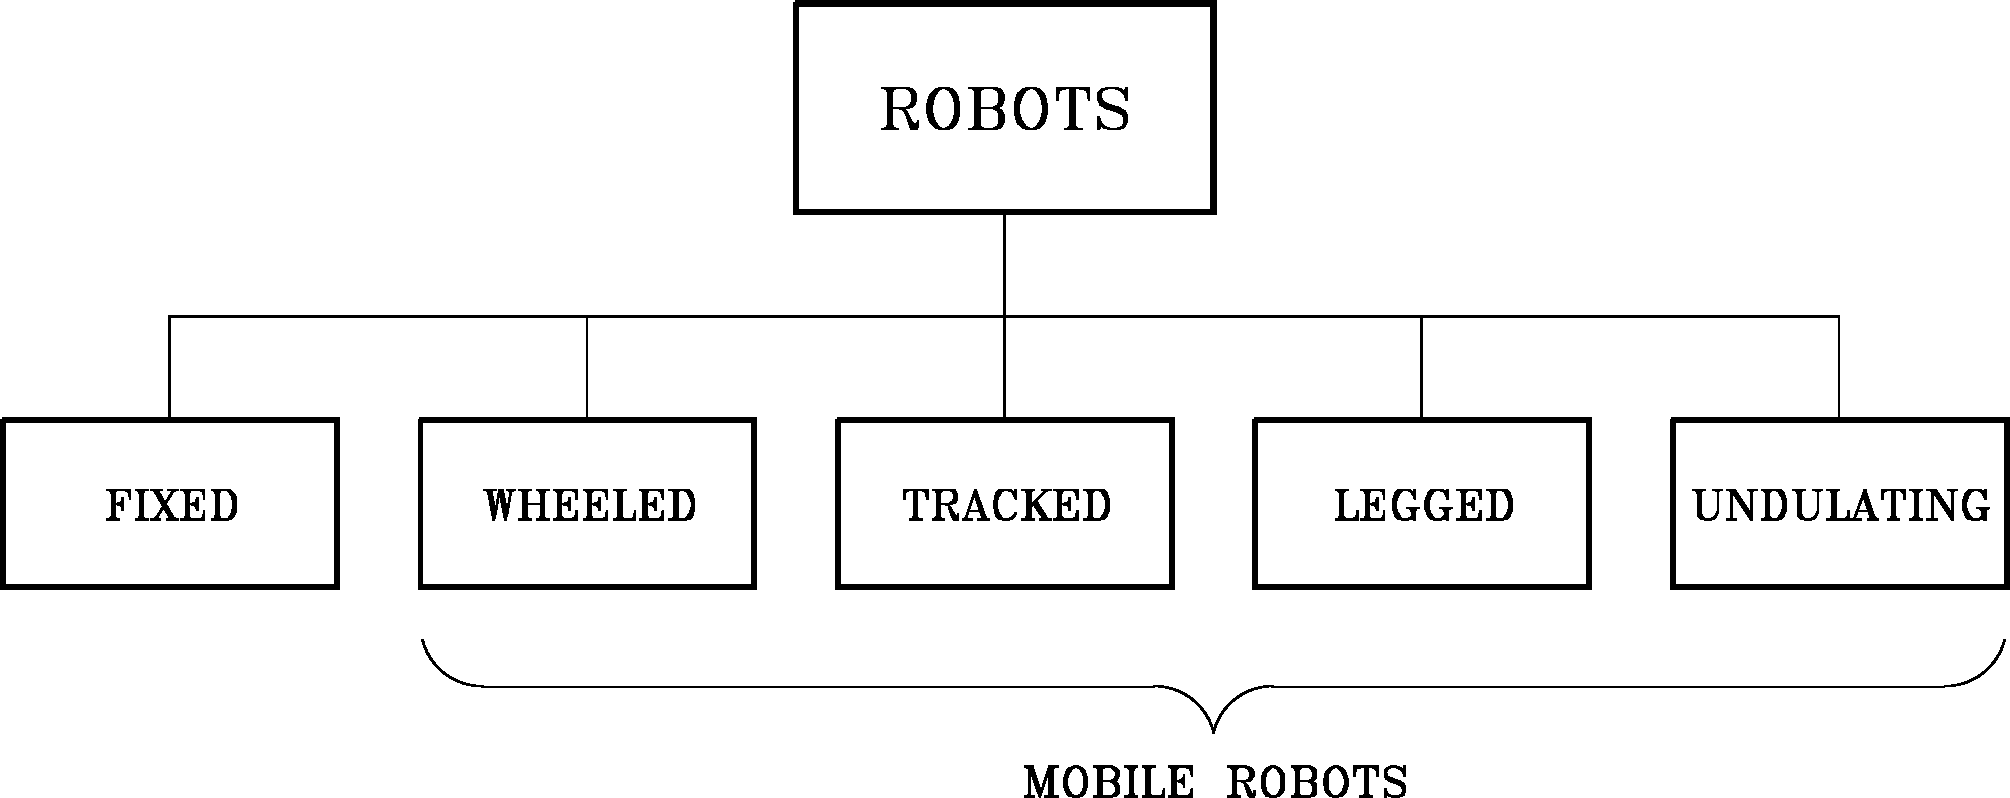 ROBOTS
FIXED
WHEELED
TRACKED
LEGGED
UNDULATING
MOBILE ROBOTS